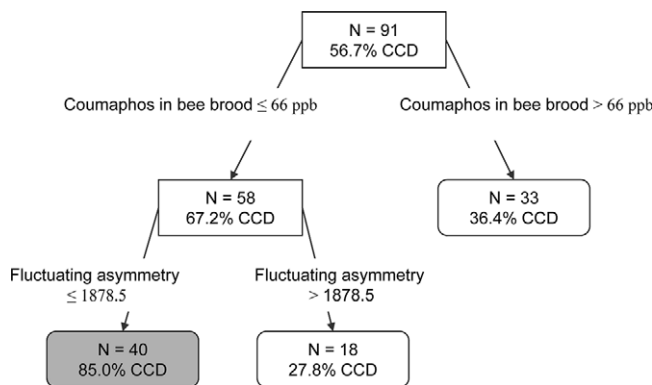 N = 91
56.7% CCD
Coumaphos in bee brood ≤ 66 ppb
Coumaphos in bee brood > 66 ppb
N = 58
67.2% CCD
N = 33
36.4% CCD
Fluctuating asymmetry
≤ 1878.5
Fluctuating asymmetry
> 1878.5
N = 40
85.0% CCD
N = 18
27.8% CCD